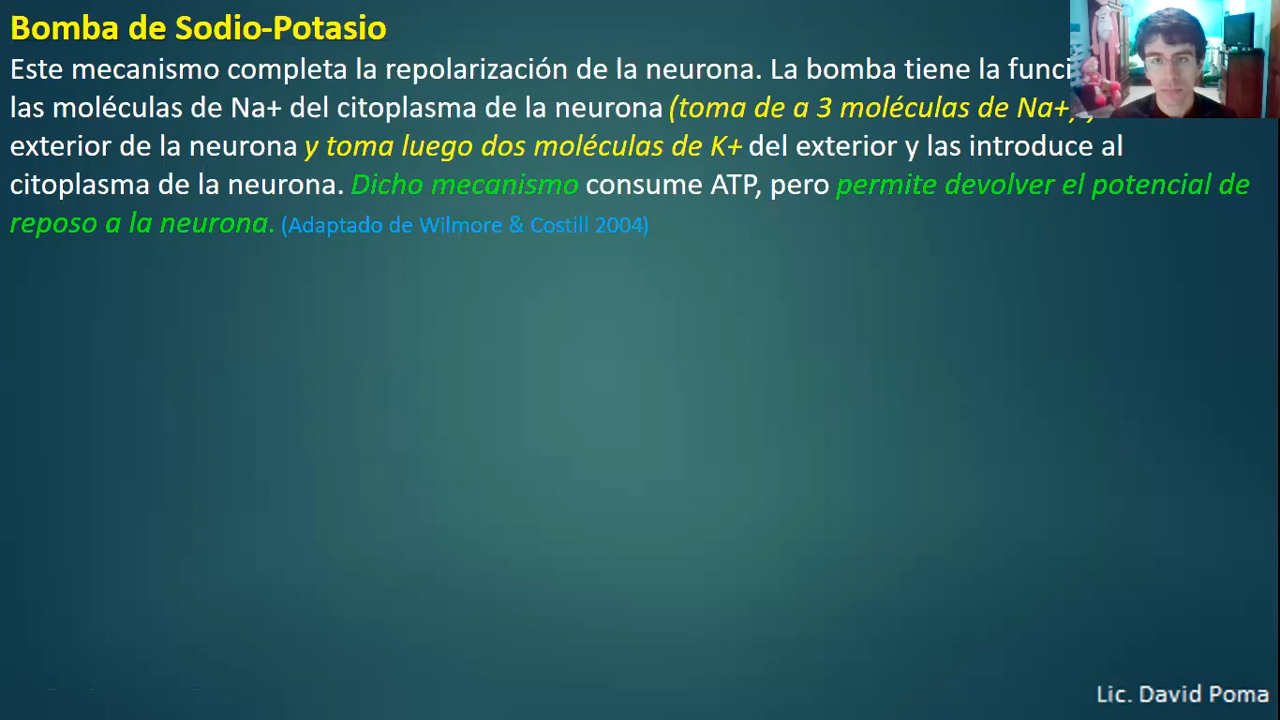 Bomba de Sodio-Potasio
Este mecanismo completa la repolarización de la neurona. La bomba tiene la
las moléculas de Na+ del citoplasma de la neurona (toma de a 3 moléculas de Na+,
exterior de la neurona y toma luego dos moléculas de K+ del exterior y las introduce al
citoplasma de la neurona. Dicho mecanismo consume ATP, pero permite devolver el potencial de
reposo a la neurona. (Adaptado de Wilmore & Costill 2004)
Lic. David Poma